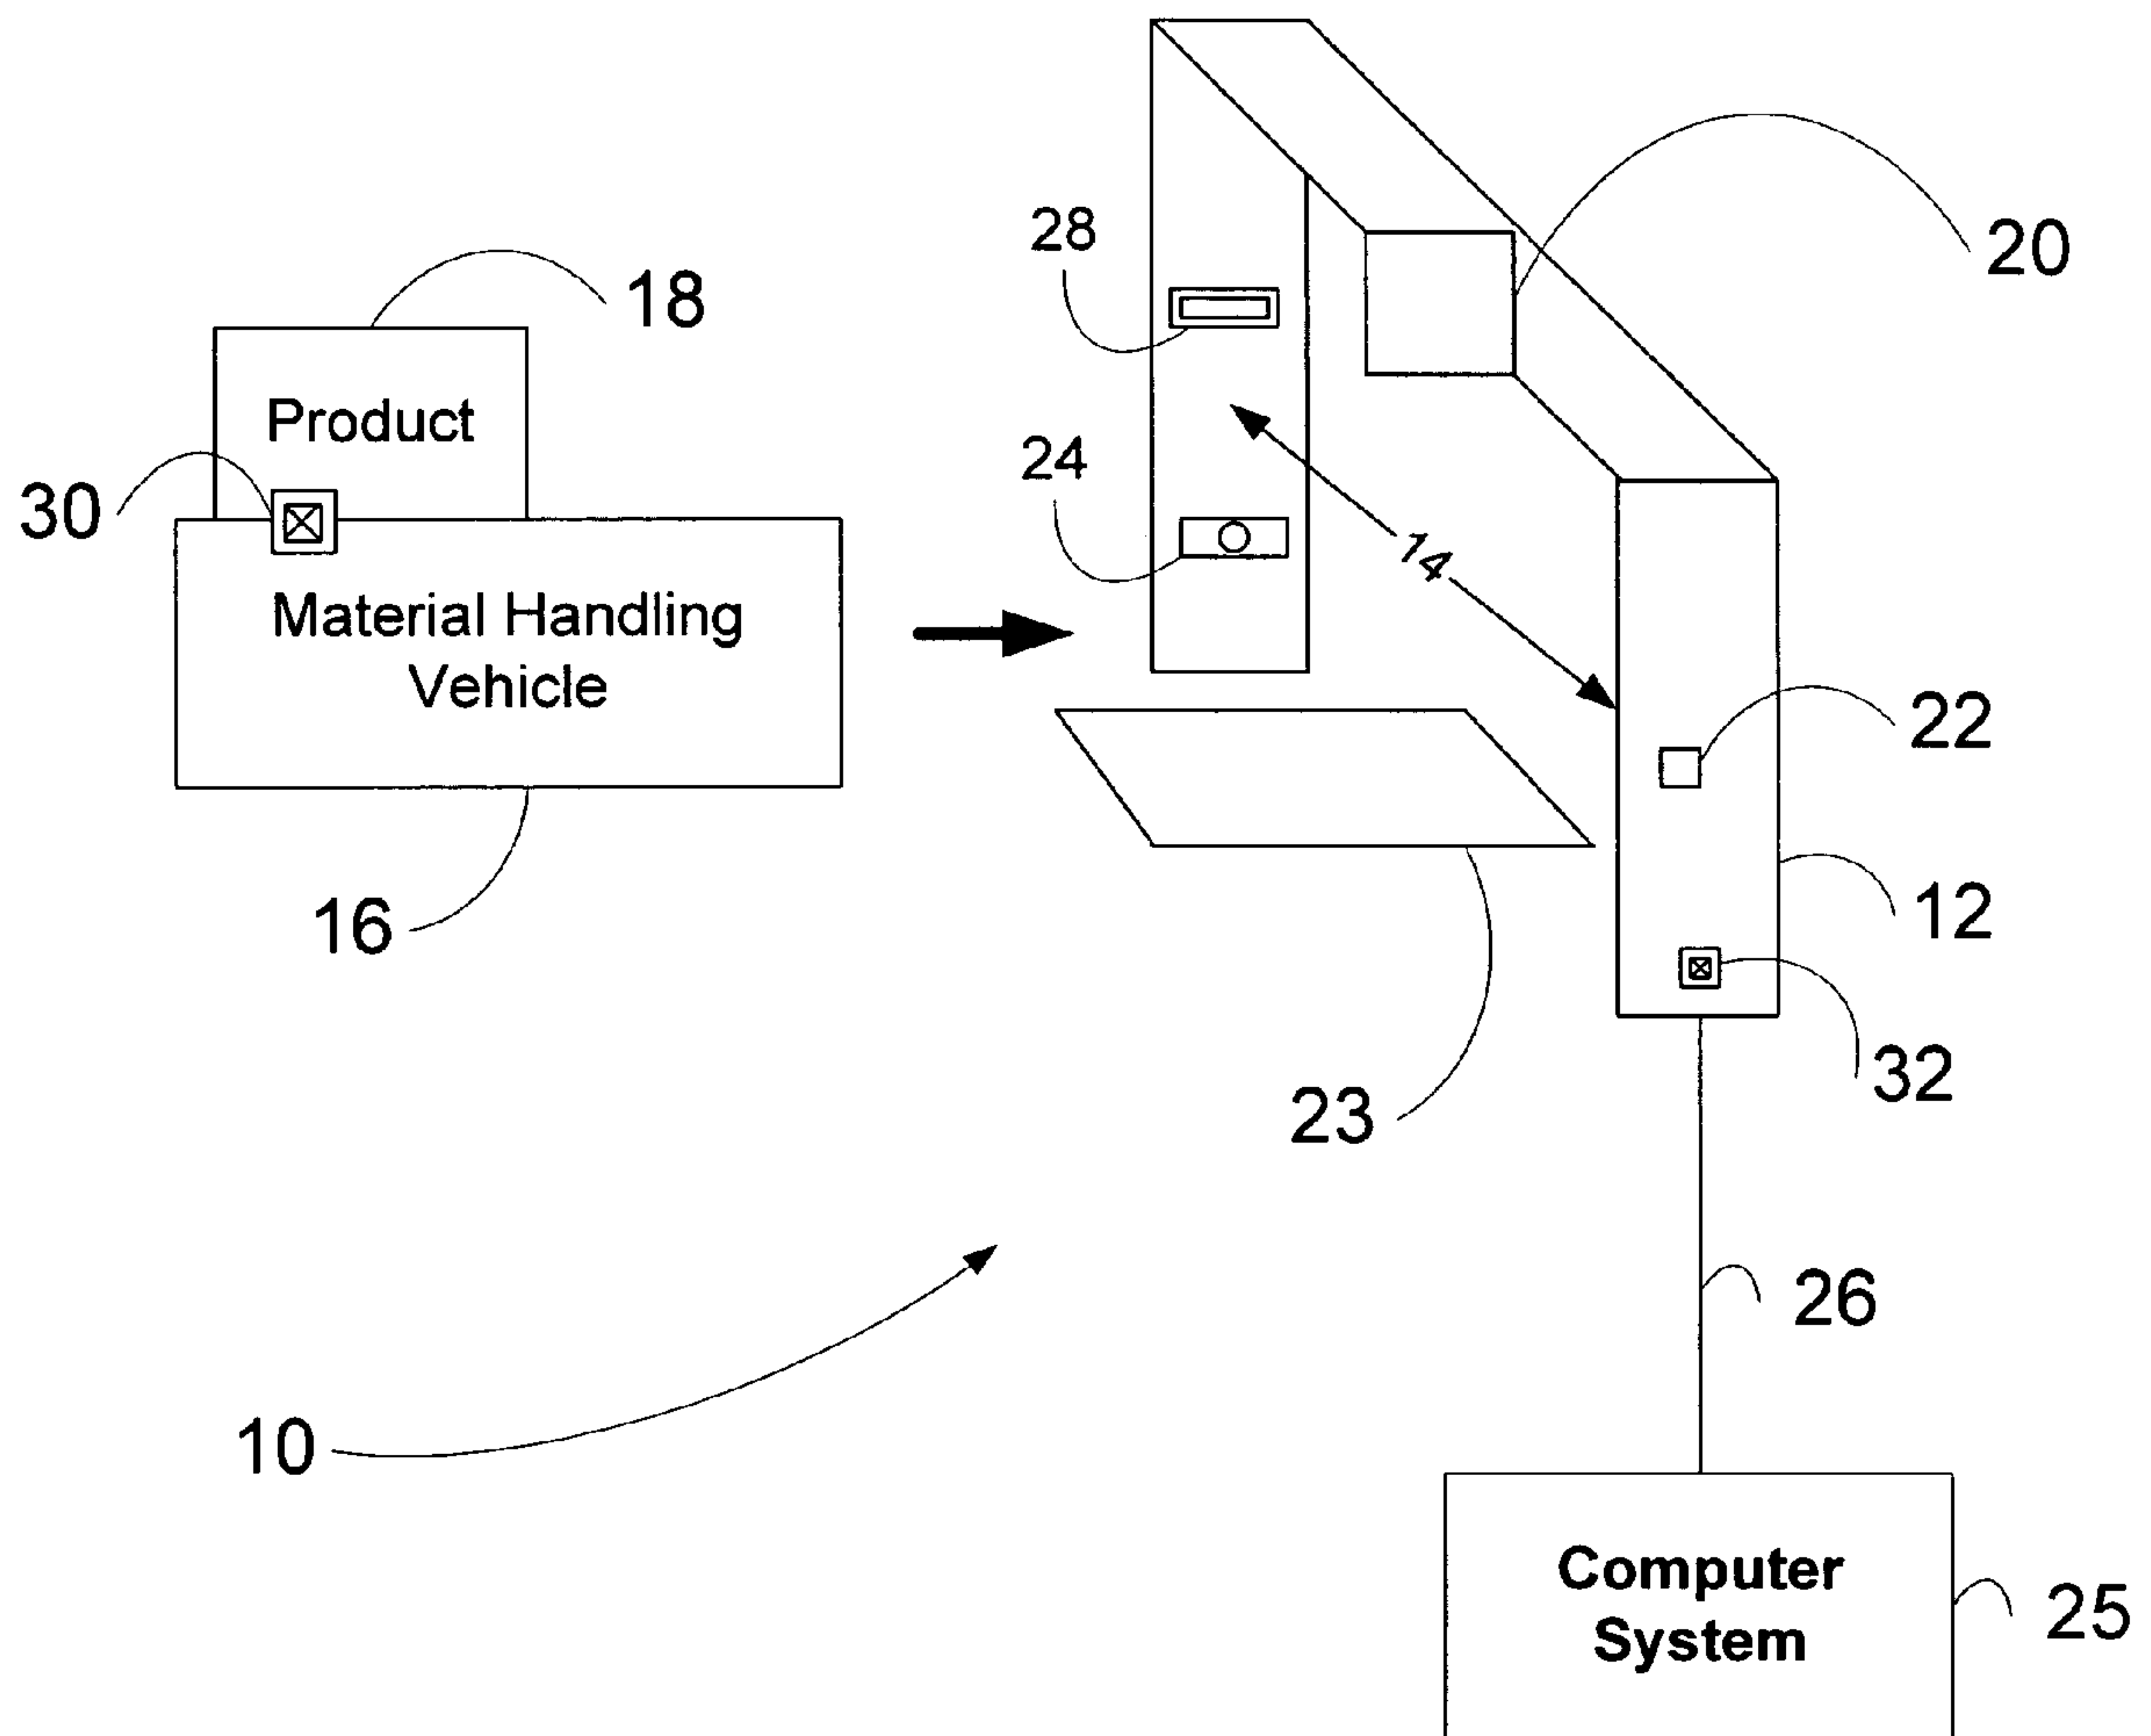 20
28
18
Product
24
30
14
Material Handling
Vehicle
22
12
16
32
23
26
10
Computer
System
25